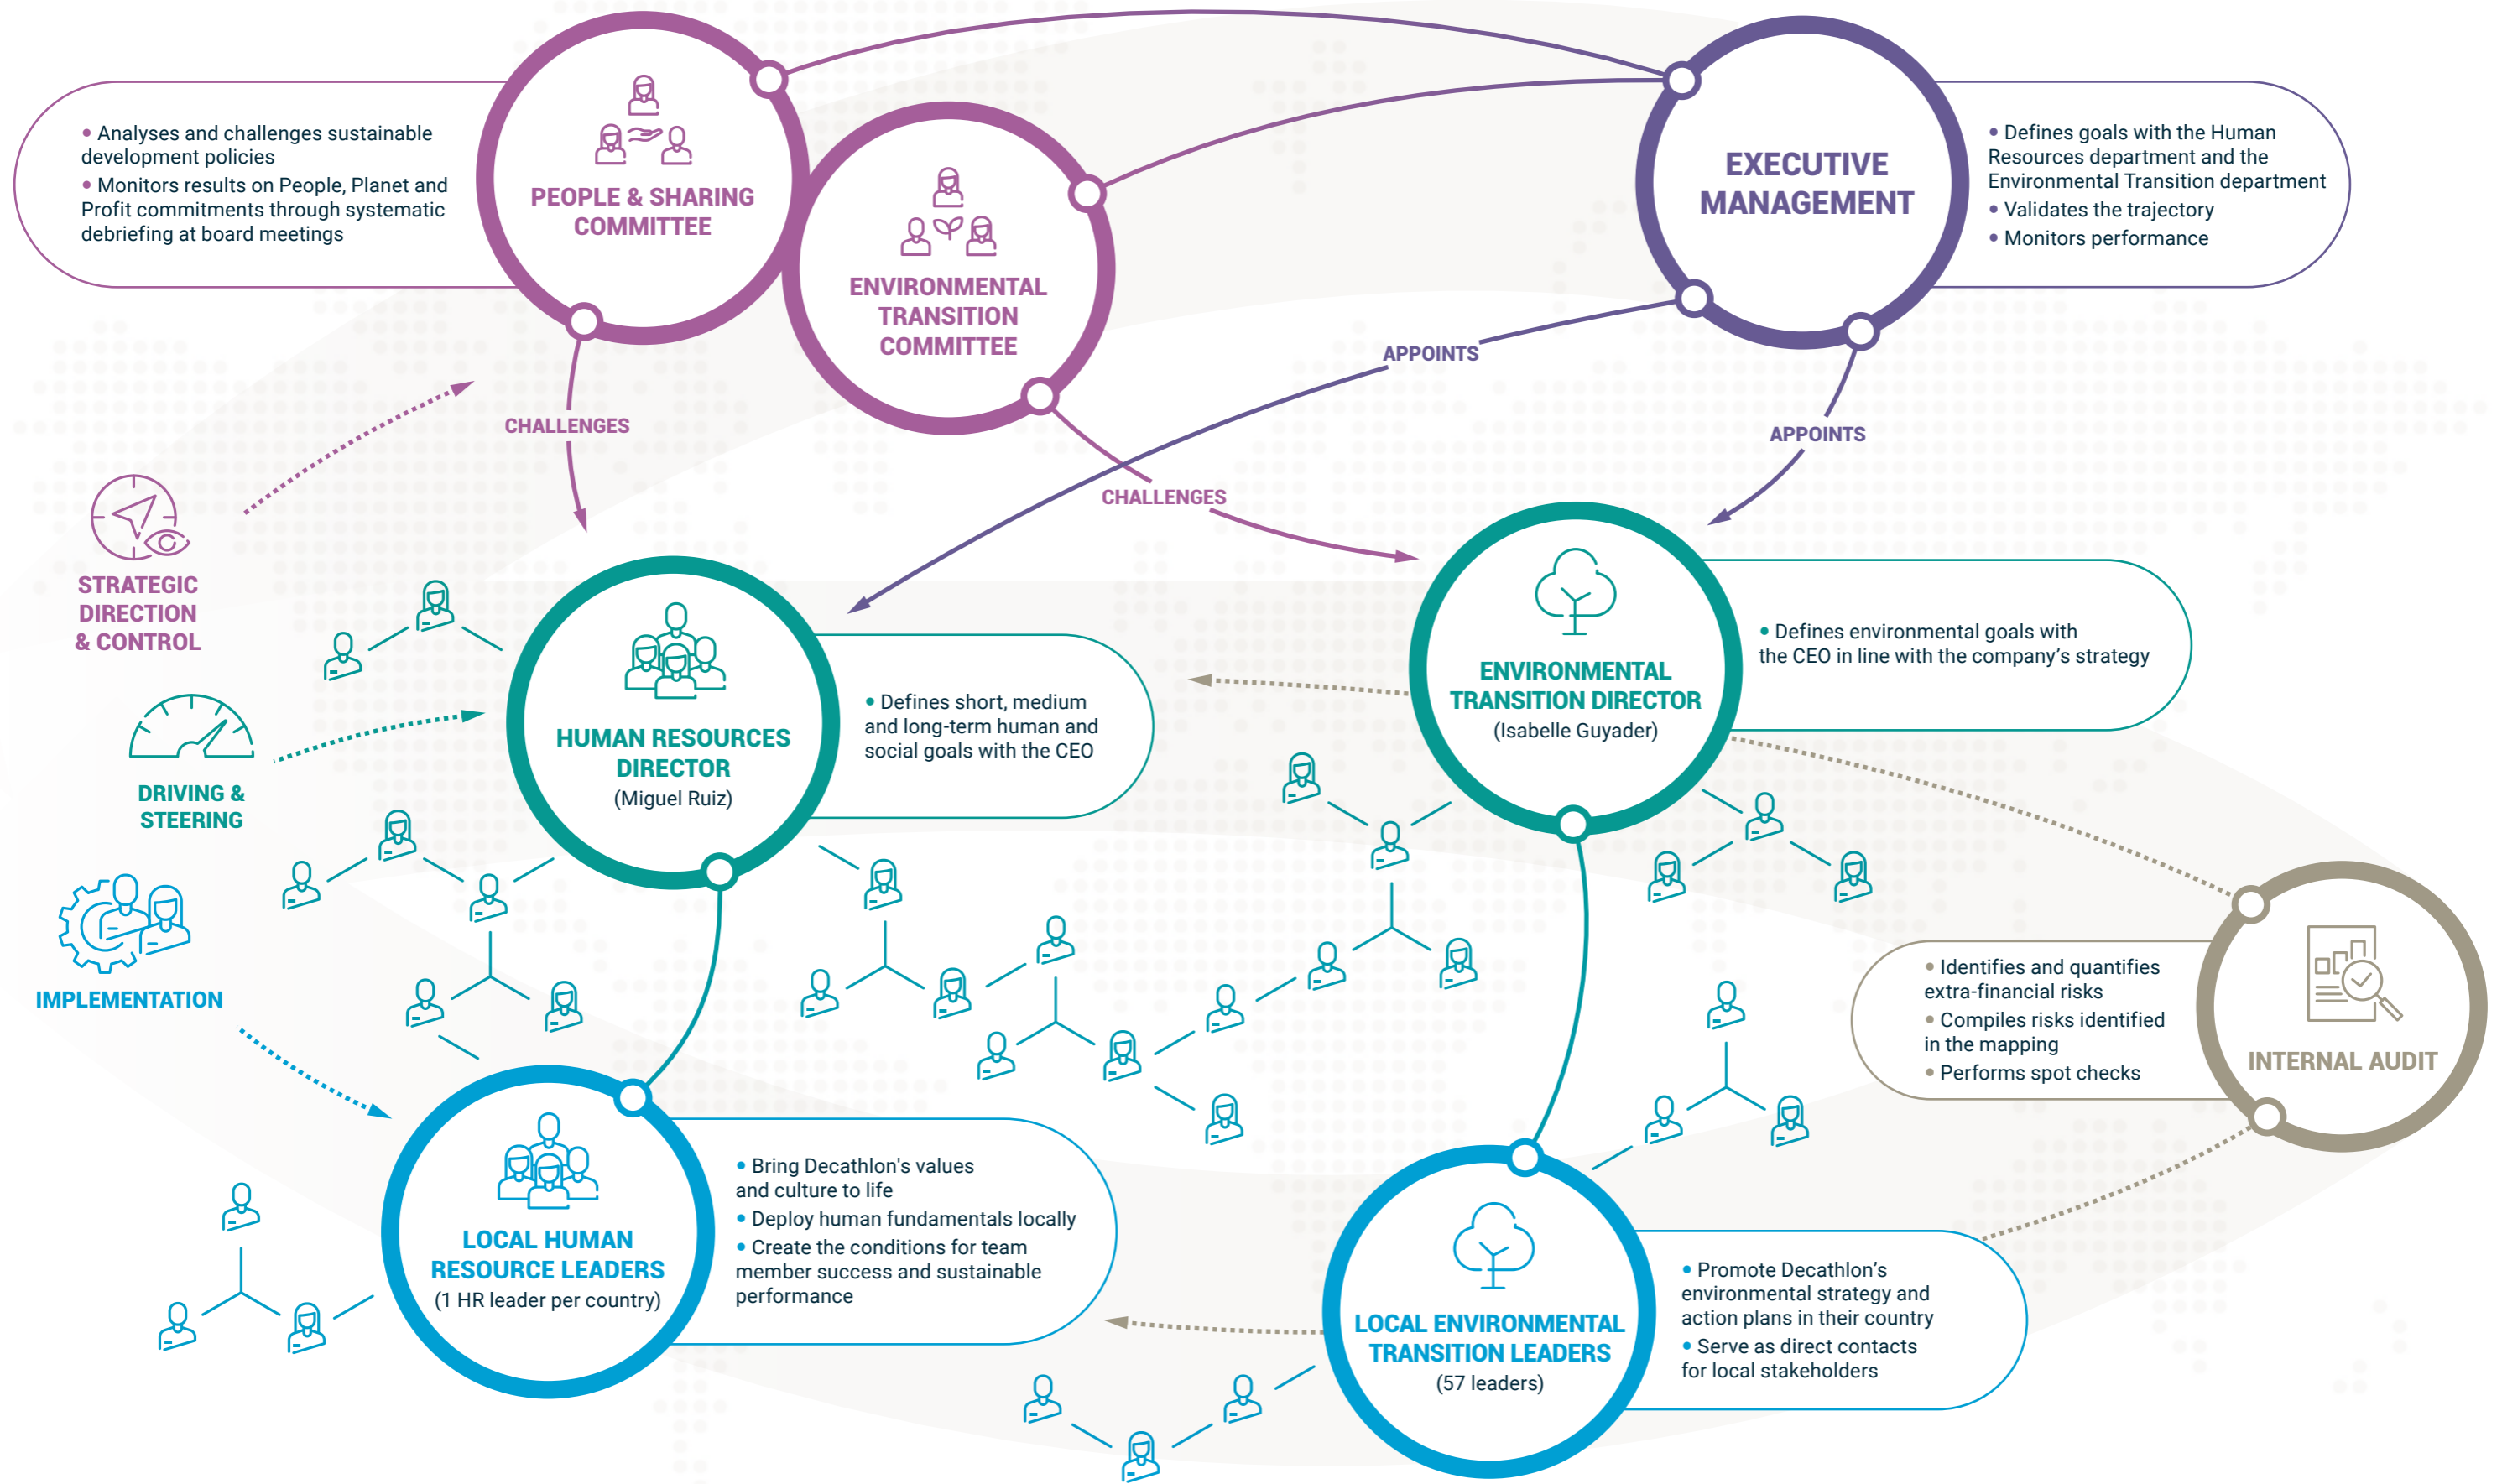 • Analyses and challenges sustainable
development policies
• Monitors results on People, Planet and
Profit commitments through systematic
debriefing at board meetings
PEOPLE & SHARING
COMMITTEE
ENVIRONMENTAL
TRANSITION
COMMITTEE
EXECUTIVE
MANAGEMENT
• Defines goals with the Human
Resources department and the
Environmental Transition department
• Validates the trajectory
• Monitors performance
APPOINTS
CHALLENGES
APPOINTS
CHALLENGES
STRATEGIC
DIRECTION
& CONTROL
DRIVING &
STEERING
IMPLEMENTATION
HUMAN RESOURCES
DIRECTOR
(Miguel Ruiz)
• Defines short, medium
and long-term human and
social goals with the CEO
ENVIRONMENTAL
TRANSITION DIRECTOR
(Isabelle Guyader)
• Defines environmental goals with
the CEO in line with the company’s strategy
• Identifies and quantifies
extra-financial risks
• Compiles risks identified
in the mapping
• Performs spot checks
INTERNAL AUDIT
LOCAL HUMAN
RESOURCE LEADERS
(1 HR leader per country)
• Bring Decathlon's values
and culture to life
• Deploy human fundamentals locally
• Create the conditions for team
member success and sustainable
performance
LOCAL ENVIRONMENTAL
TRANSITION LEADERS
(57 leaders)
• Promote Decathlon’s
environmental strategy and
action plans in their country
• Serve as direct contacts
for local stakeholders